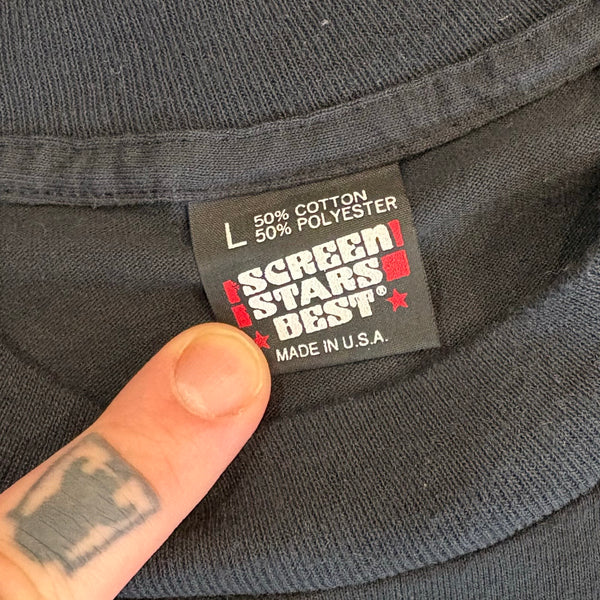 L 50% COTTON
50% POLYESTER
SCREEN
STARS
BEST®
MADE IN U.S.A.